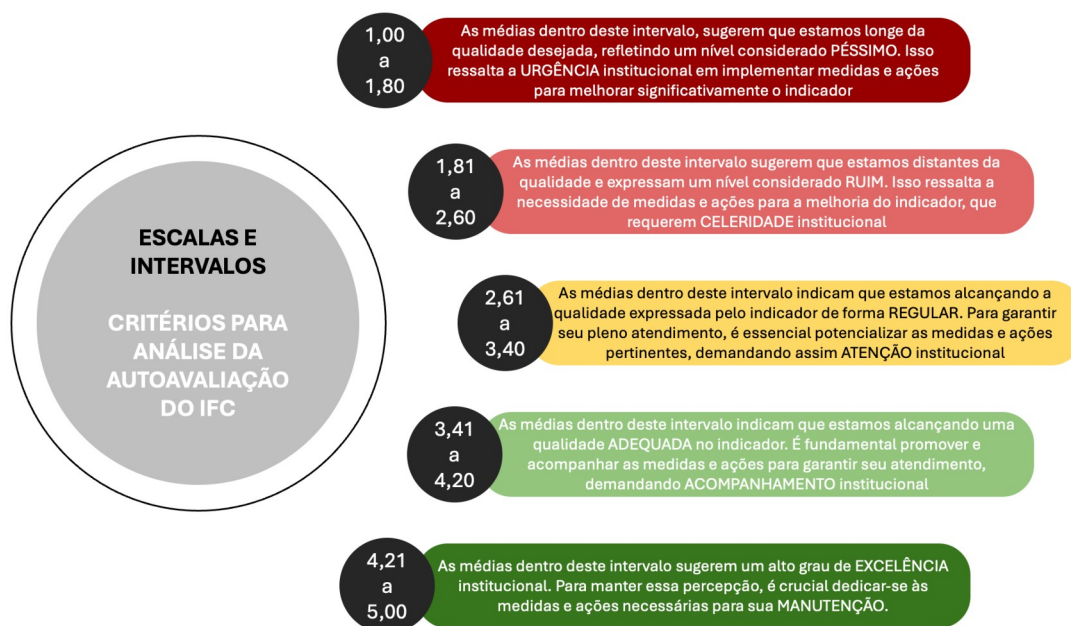 ESCALAS E
INTERVALOS
CRITÉRIOS PARA
ANÁLISE DA
AUTOAVALIAÇÃO
DO IFC
1,00
a
1,80
As médias dentro deste intervalo, sugerem que estamos longe da
qualidade desejada, refletindo um nível considerado PÉSSIMO. Isso
ressalta a URGÊNCIA institucional em implementar medidas e ações
para melhorar significativamente o indicador
1,81
a
2,60
As médias dentro deste intervalo sugerem que estamos distantes da
qualidade e expressam um nível considerado RUIM. Isso ressalta a
necessidade de medidas e ações para a melhoria do indicador, que
requerem CELERIDADE institucional
2,61
a
3,40
As médias dentro deste intervalo indicam que estamos alcançando a
qualidade expressada pelo indicador de forma REGULAR. Para garantir
seu pleno atendimento, é essencial potencializar as medidas e ações
pertinentes, demandando assim ATENÇÃO institucional
3,41
a
4,20
As médias dentro deste intervalo indicam que estamos alcançando uma
qualidade ADEQUADA no indicador. É fundamental promover e
acompanhar as medidas e ações para garantir seu atendimento,
demandando ACOMPANHAMENTO institucional
4,21
a
5,00
As médias dentro deste intervalo sugerem um alto grau de EXCELÊNCIA
institucional. Para manter essa percepção, é crucial dedicar-se às
medidas e ações necessárias para sua MANUTENÇÃO.